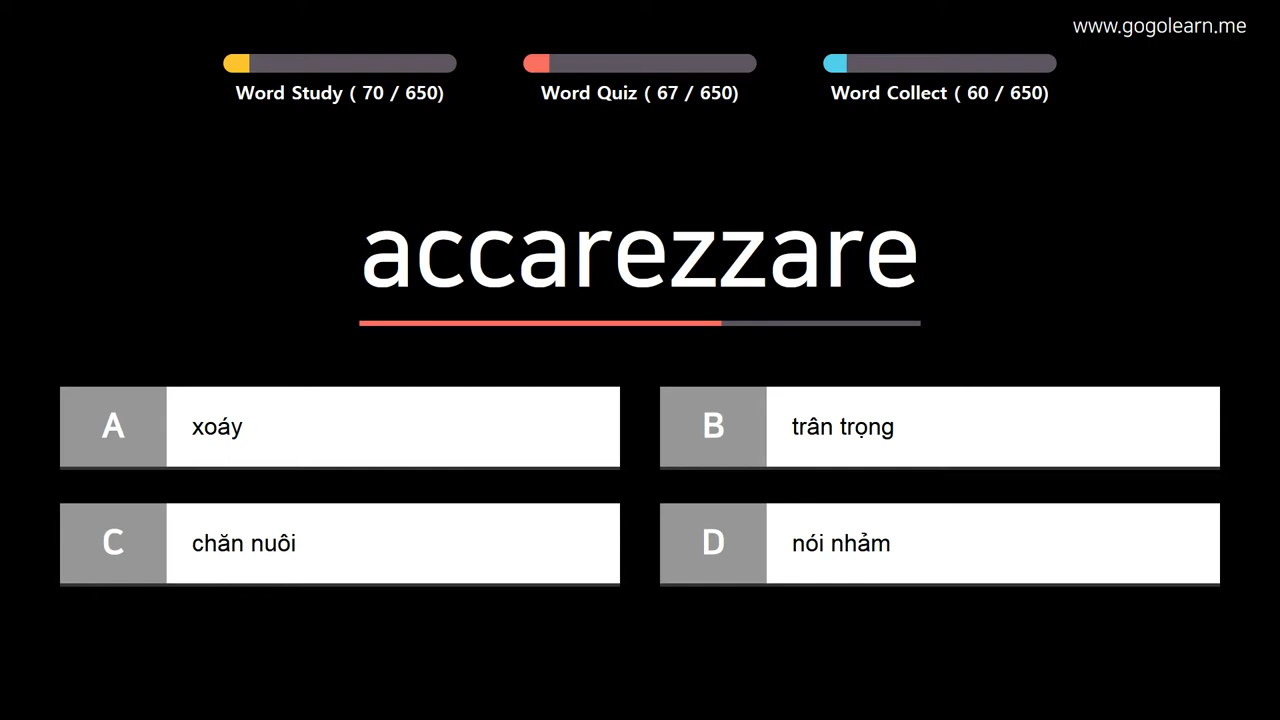 www.gogolearn.me
Word Study ( 70 / 650)
Word Quiz ( 67 / 650)
Word Collect ( 60 / 650)
accarezzare
A xoáy
B trân trọng
C chăn nuôi
D nói nhảm